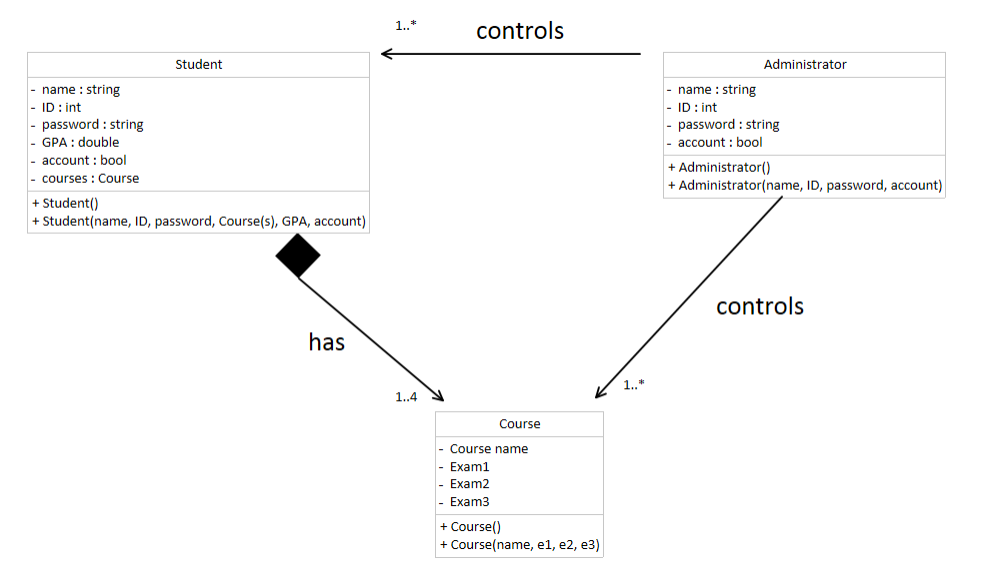 1..*
controls
Student
- name : string
- ID : int
- password : string
- GPA : double
- account : bool
- courses : Course
+ Student()
+ Student(name, ID, password, Course(s), GPA, account)
Administrator
- name : string
- ID : int
- password : string
- account : bool
+ Administrator()
+ Administrator(name, ID, password, account)
has
controls
1..4
1..*
Course
- Course name
- Exam1
- Exam2
- Exam3
+ Course()
+ Course(name, e1, e2, e3)